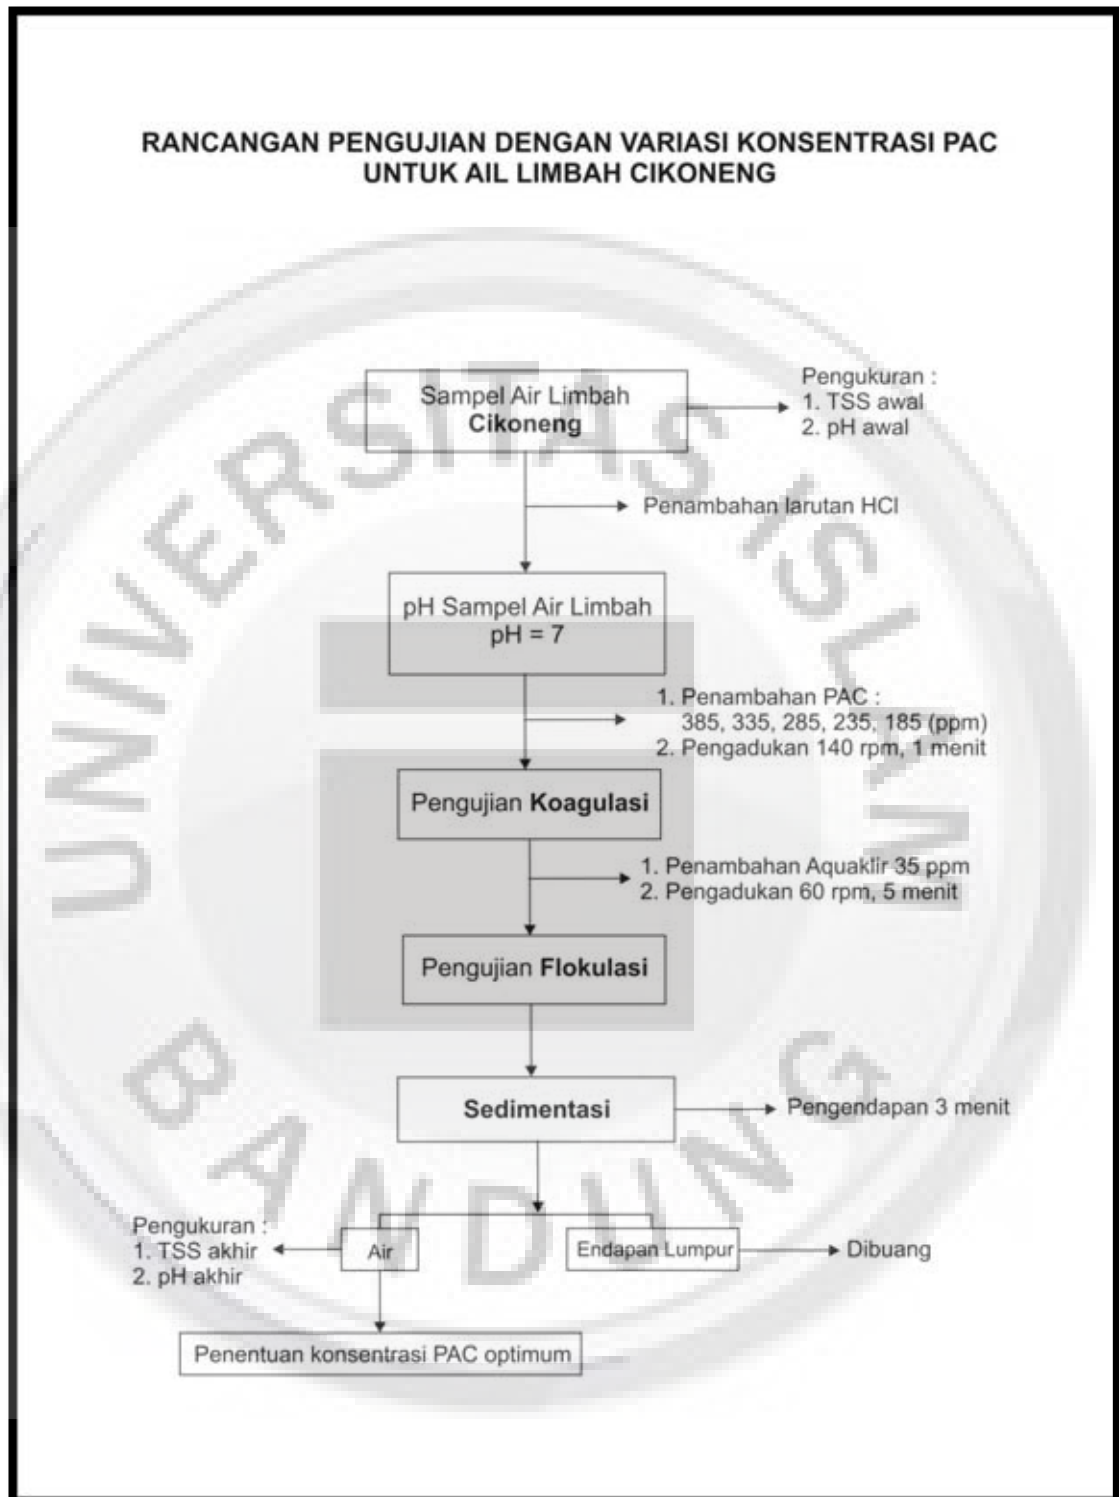 RANCANGAN PENGUJIAN DENGAN VARIASI KONSENTRASI PAC
UNTUK AIL LIMBAH CIKONENG
Sampel Air Limbah
Cikoneng
Pengukuran :
1. TSS awal
2. pH awal
Penambahan larutan HCl
pH Sampel Air Limbah
pH = 7
1. Penambahan PAC :
385, 335, 285, 235, 185 (ppm)
2. Pengadukan 140 rpm, 1 menit
Pengujian Koagulasi
1. Penambahan Aquaklir 35 ppm
2. Pengadukan 60 rpm, 5 menit
Pengujian Flokulasi
Sedimentasi
Pengendapan 3 menit
Pengukuran :
1. TSS akhir
2. pH akhir
Air
Endapan Lumpur
Dibuang
Penentuan konsentrasi PAC optimum
UNIVERSITAS ISLAM
BANDUNG